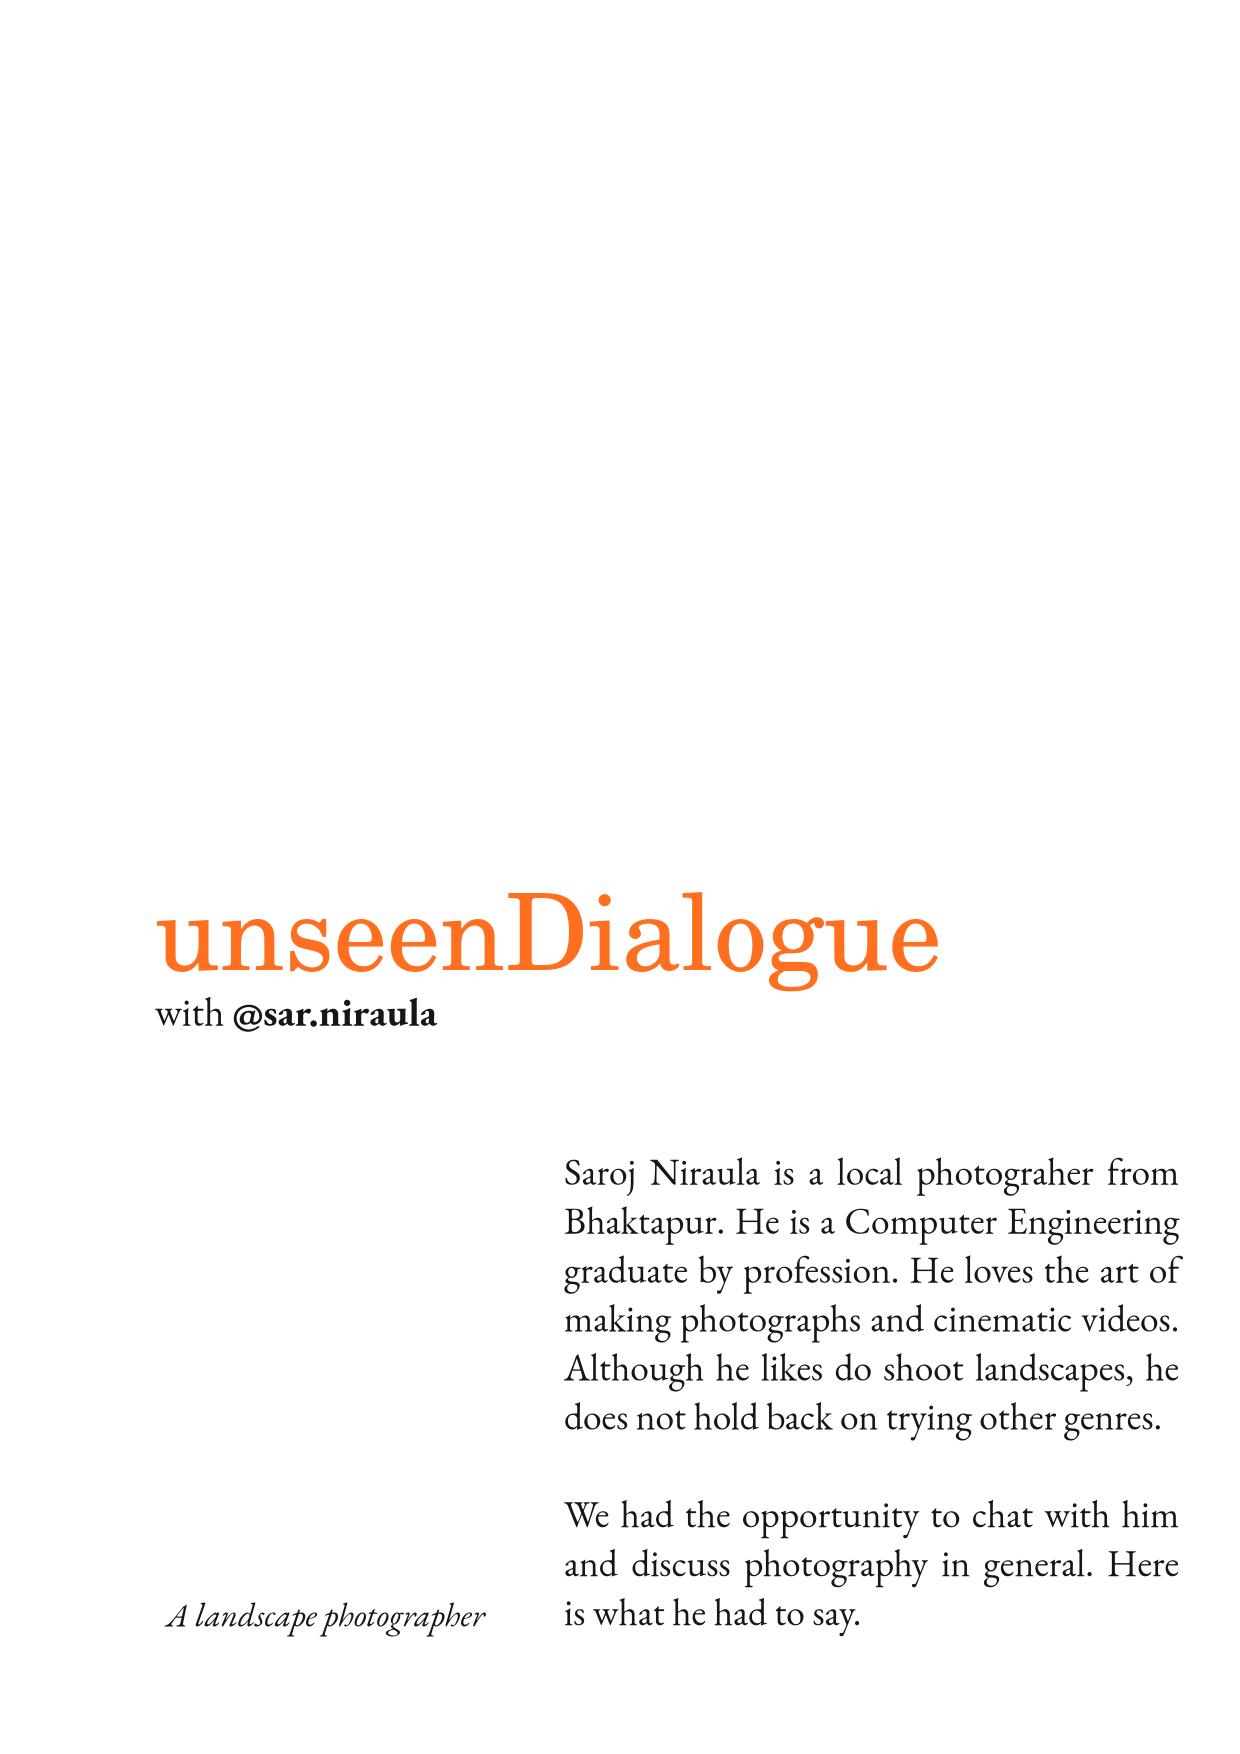 unseenDialogue
with @sar.niraula
Saroj Niraula is a local photograher from
Bhaktapur. He is a Computer Engineering
graduate by profession. He loves the art of
making photographs and cinematic videos.
Although he likes do shoot landscapes, he
does not hold back on trying other genres.
We had the opportunity to chat with him
and discuss photography in general. Here
is what he had to say.
A landscape photographer